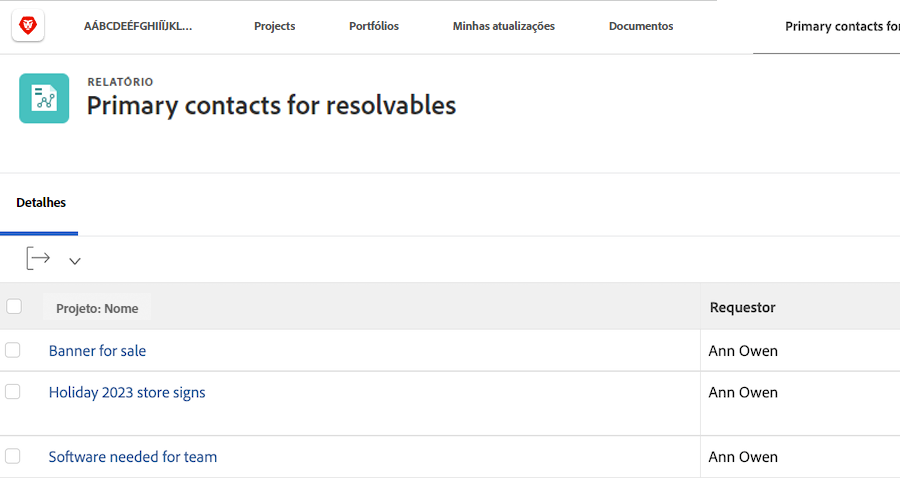 AÁBCDEÉFGHIÍÏJKL... Projects Portfólios Minhas atualizações Documentos Primary contacts for
RELATÓRIO
Primary contacts for resolvables
Detalhes
Projeto: Nome Requestor
Banner for sale Ann Owen
Holiday 2023 store signs Ann Owen
Software needed for team Ann Owen